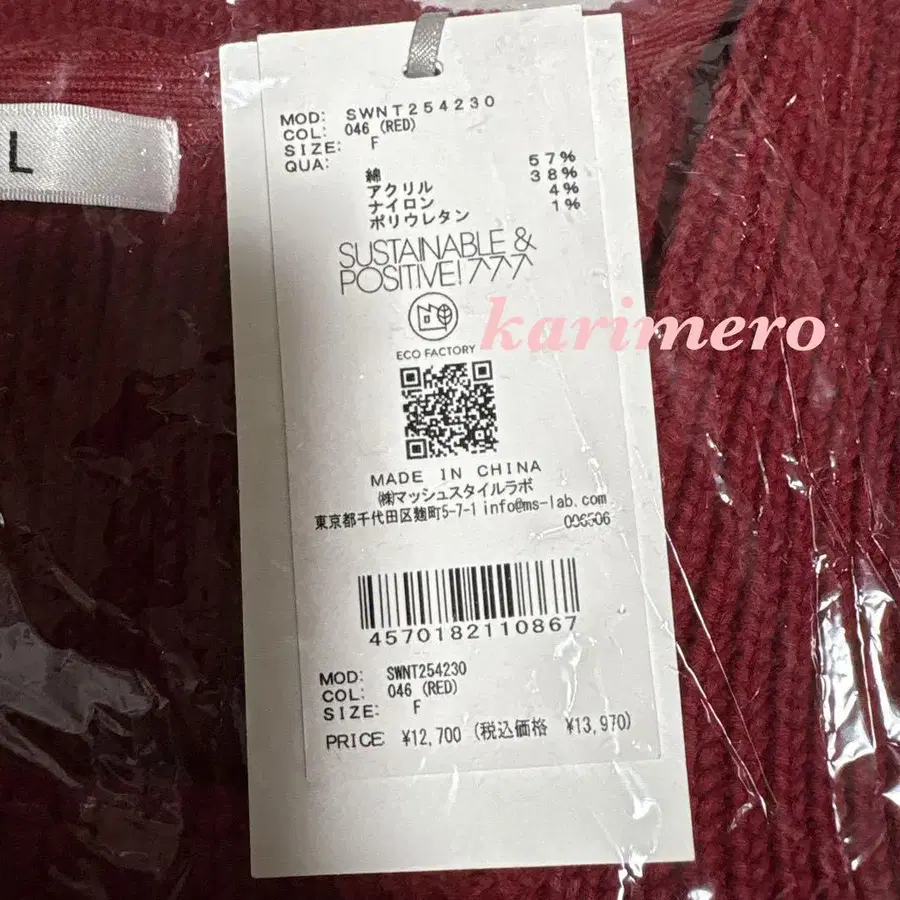 L
MOD: SWNT254230
COL: 046 (RED)
SIZE: F
QUA:
綿 57%
アクリル 38%
ナイロン 4%
ポリウレタン 1%
SUSTAINABLE &
POSITIVE!
ECO FACTORY
karimero
MADE IN CHINA
㈱マッシュスタイルラボ
東京都千代田区麹町5-7-1 info@ms-lab.com
4570182110867
MOD: SWNT254230
COL: 046 (RED)
SIZE: F
PRICE: ¥12,700 (税込価格 ¥13,970)